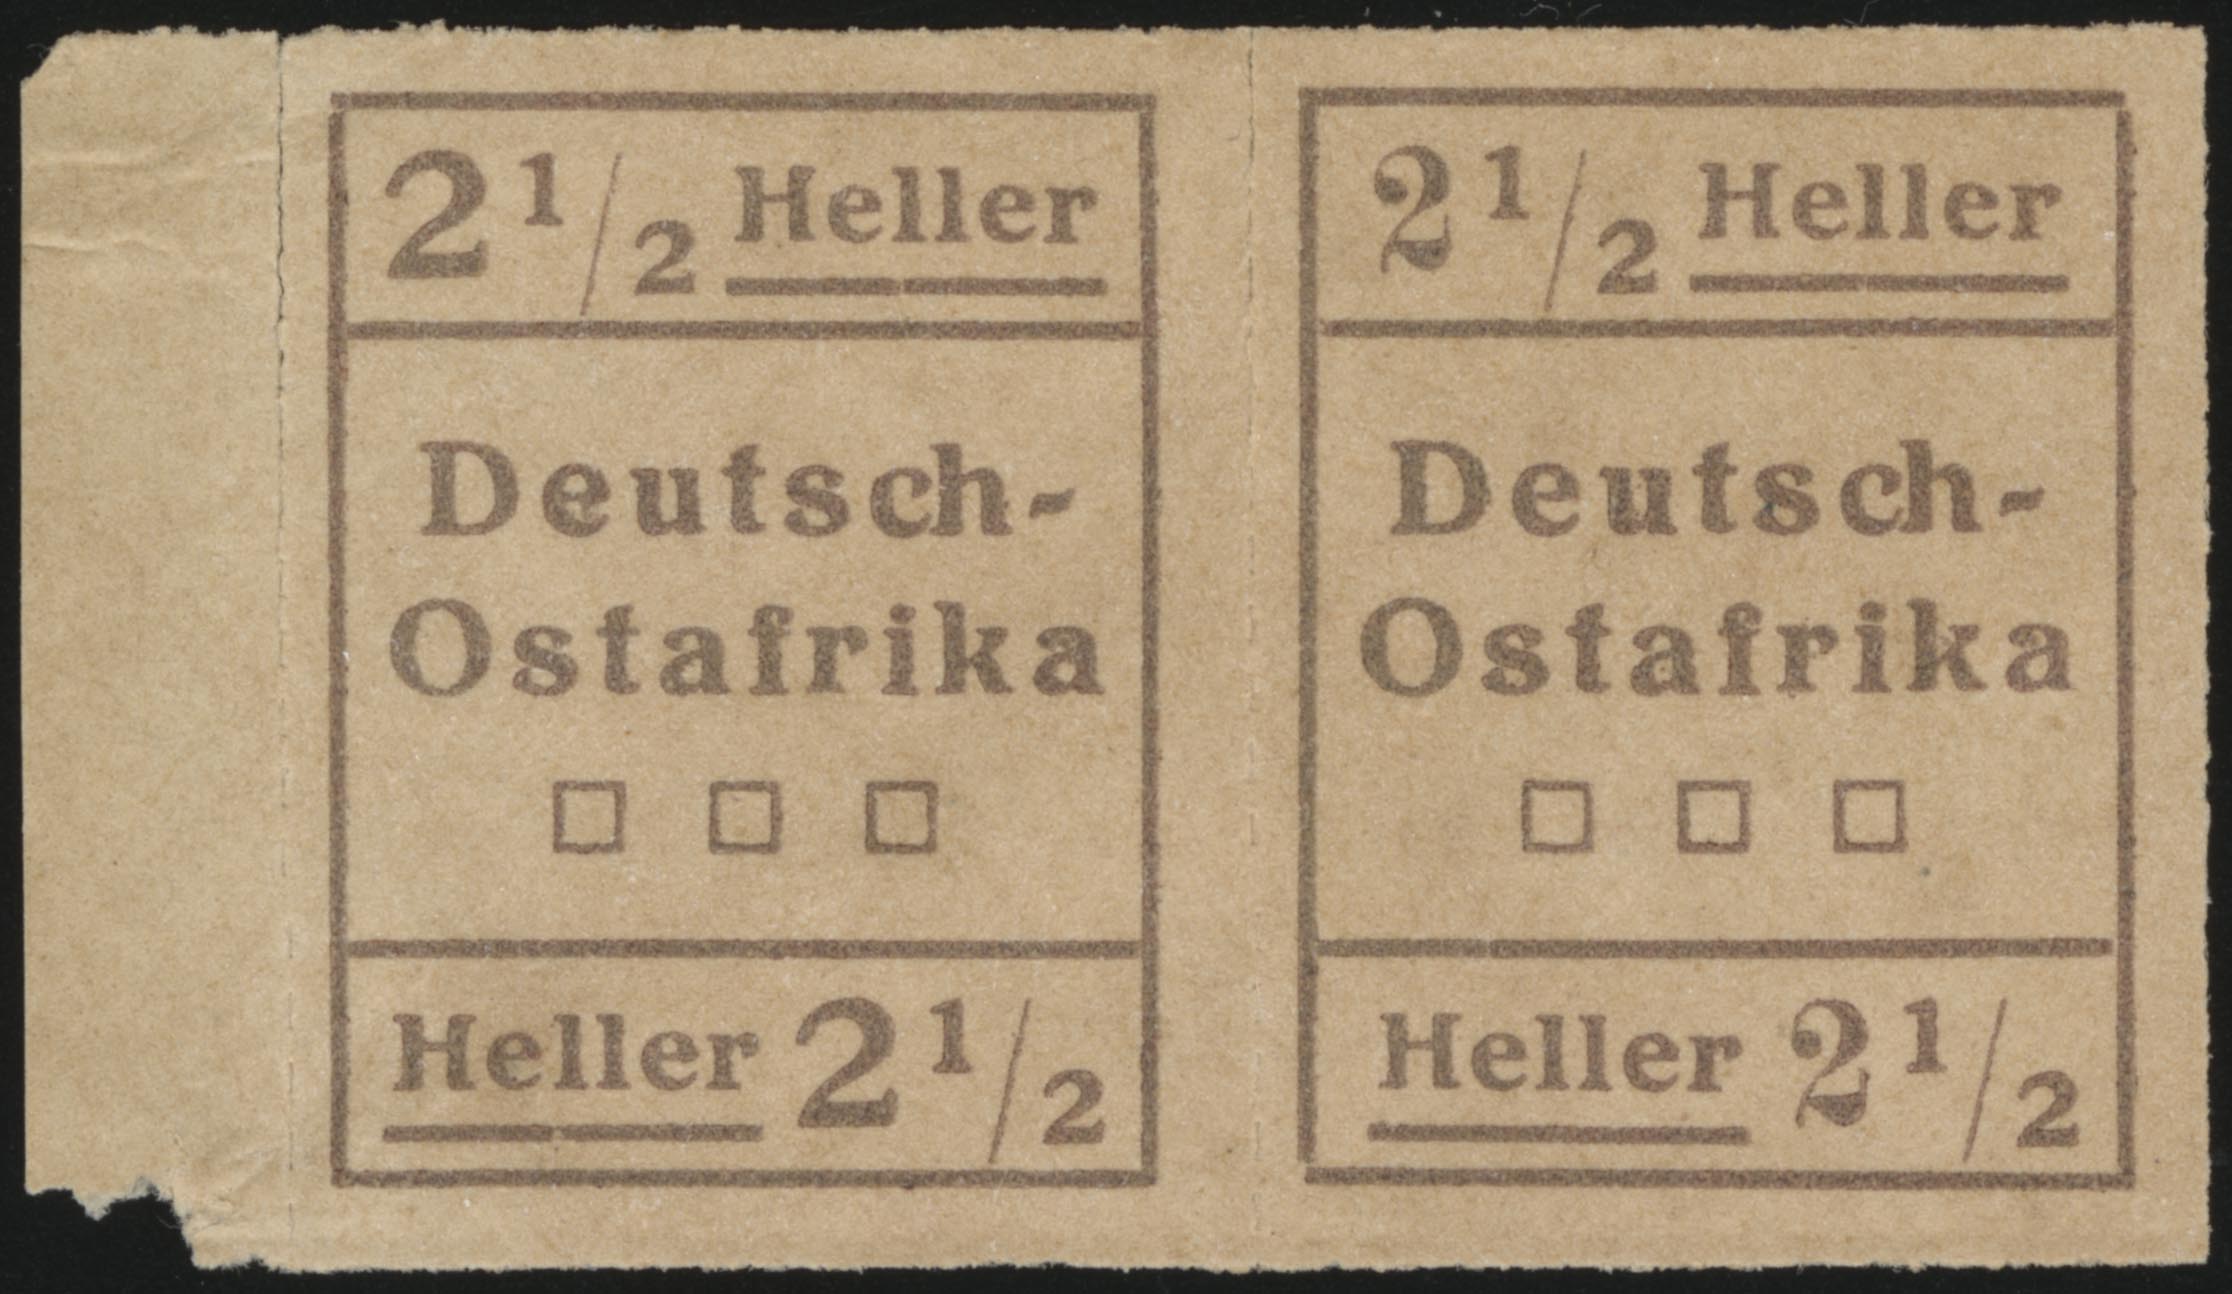 2 1/2 Heller
Deutsch-
Ostafrika
Heller 2 1/2
2 1/2 Heller
Deutsch-
Ostafrika
Heller 2 1/2